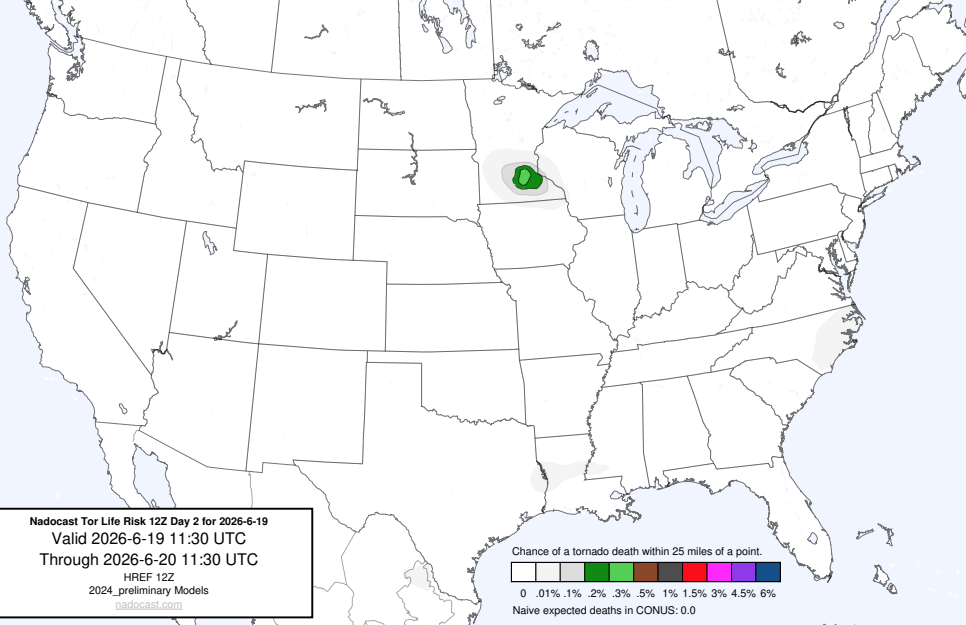 Nadocast Tor Life Risk 12Z Day 2 for 2026-6-19
Valid 2026-6-19 11:30 UTC
Through 2026-6-20 11:30 UTC
HREF 12Z
2024_preliminary Models
nadocast.com
Chance of a tornado death within 25 miles of a point.
0 .01% .1% .2% .3% .5% 1% 1.5% 3% 4.5% 6%
Naive expected deaths in CONUS: 0.0